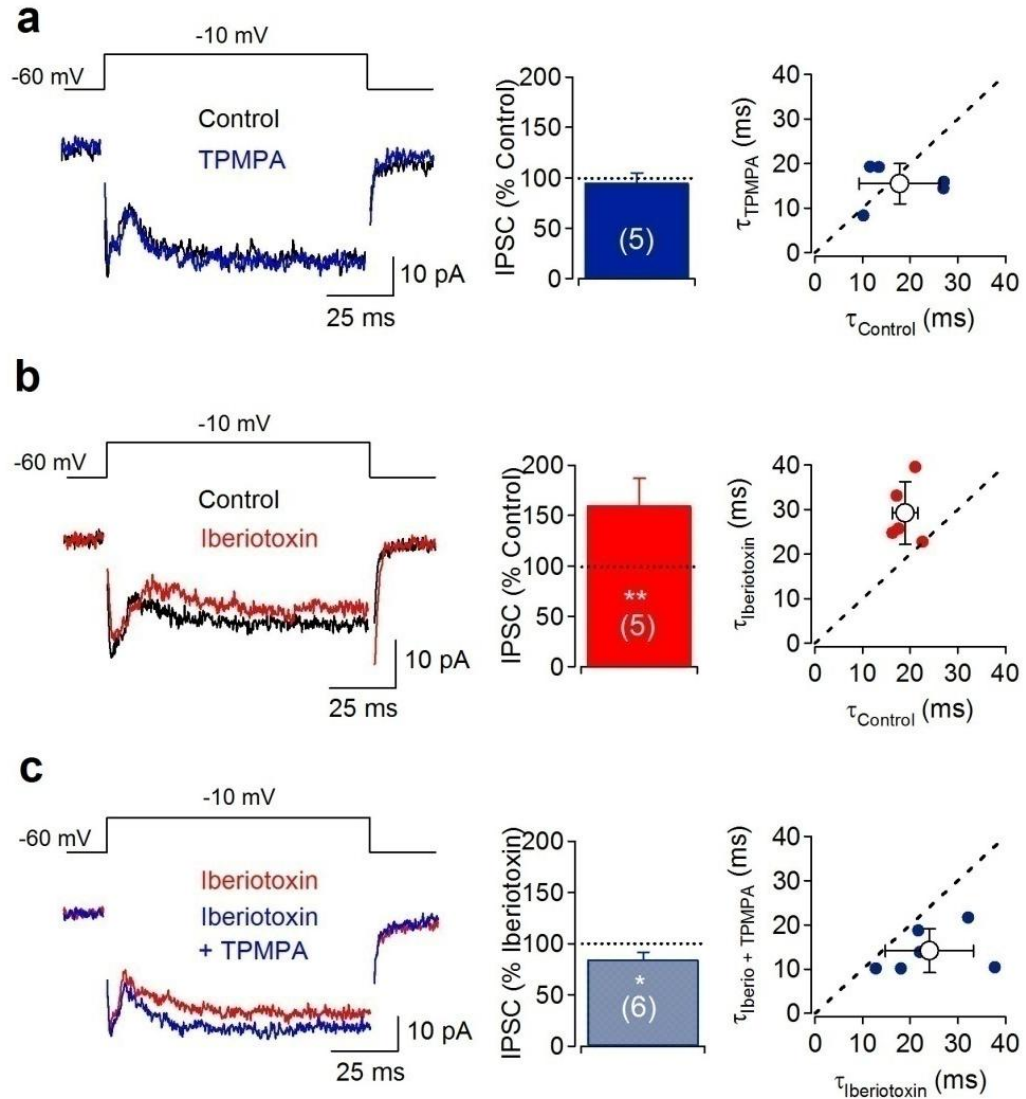 a
-10 mV
-60 mV
Control
TPMPA
10 pA
25 ms
IPSC (% Control)
200
150
100
50
0
(5)
τTPMPA (ms)
40
30
20
10
0
0 10 20 30 40
τControl (ms)
b
-10 mV
-60 mV
Control
Iberiotoxin
10 pA
25 ms
IPSC (% Control)
200
150
100
50
0
**
(5)
τIberiotoxin (ms)
40
30
20
10
0
0 10 20 30 40
τControl (ms)
c
-10 mV
-60 mV
Iberiotoxin
Iberiotoxin
+ TPMPA
10 pA
25 ms
IPSC (% Iberiotoxin)
200
150
100
50
0
*
(6)
τIberio + TPMPA (ms)
40
30
20
10
0
0 10 20 30 40
τIberiotoxin (ms)